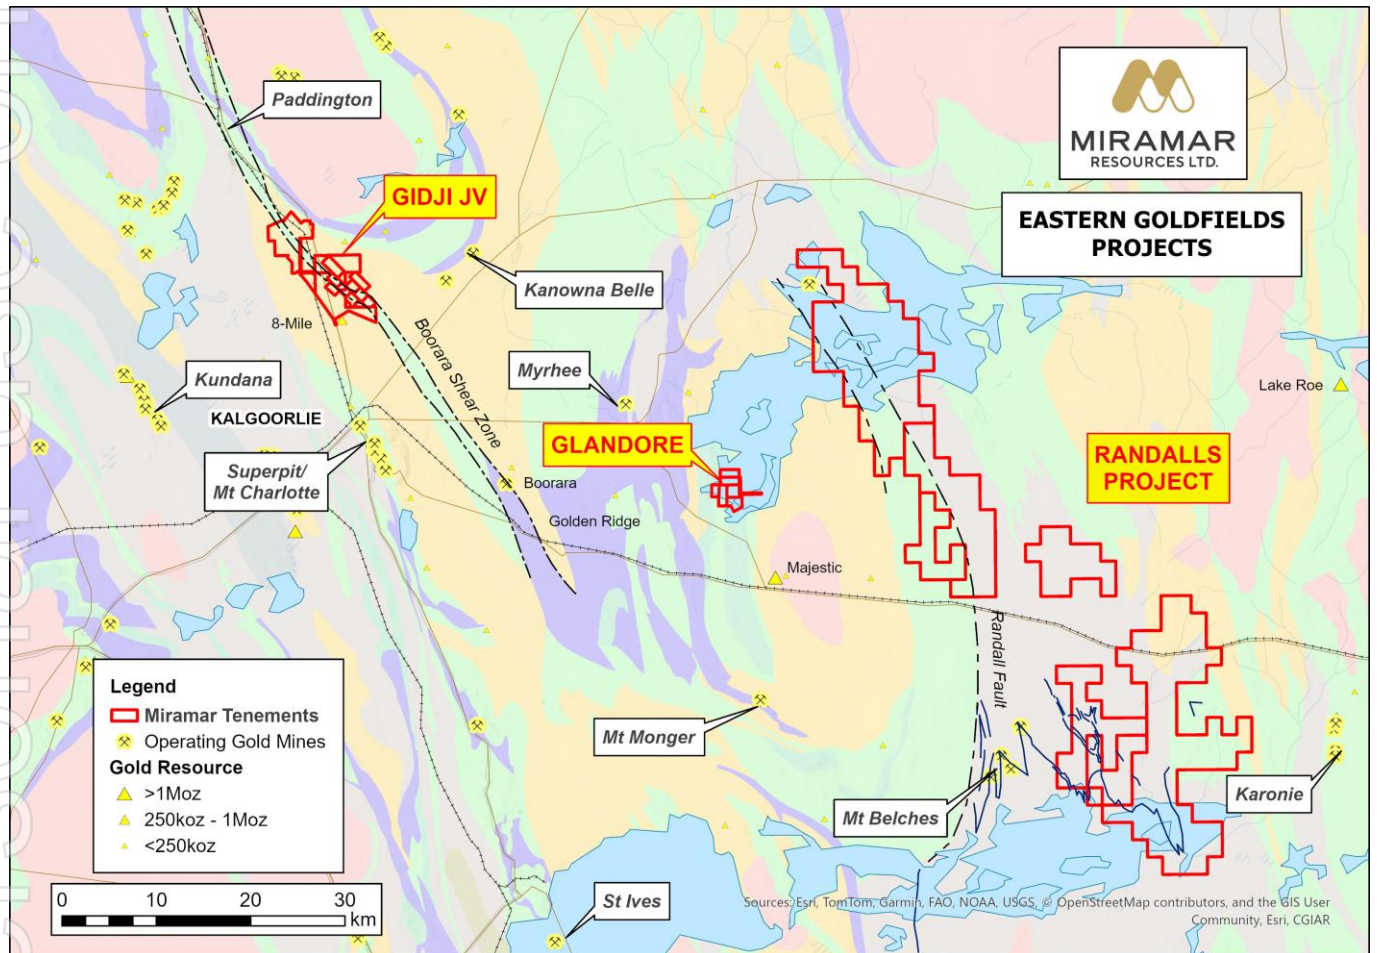 MIRAMAR
RESOURCES LTD.
EASTERN GOLDFIELDS
PROJECTS
Paddington
GIDJI JV
Kanowna Belle
8-Mile
Boorara Shear Zone
Kundana
KALGOORLIE
Myrhee
Lake Roe
GLANDORE
RANDALLS
PROJECT
Superpit/
Mt Charlotte
Boorara
Golden Ridge
Majestic
Randall Fault
Mt Monger
Mt Belches
Karonie
St Ives
Legend
Miramar Tenements
Operating Gold Mines
Gold Resource
>1Moz
250koz - 1Moz
<250koz
0 10 20 30
km
Sources: Esri, TomTom, Garmin, FAO, NOAA, USGS, © OpenStreetMap contributors, and the GIS User
Community, Esri, CGIAR